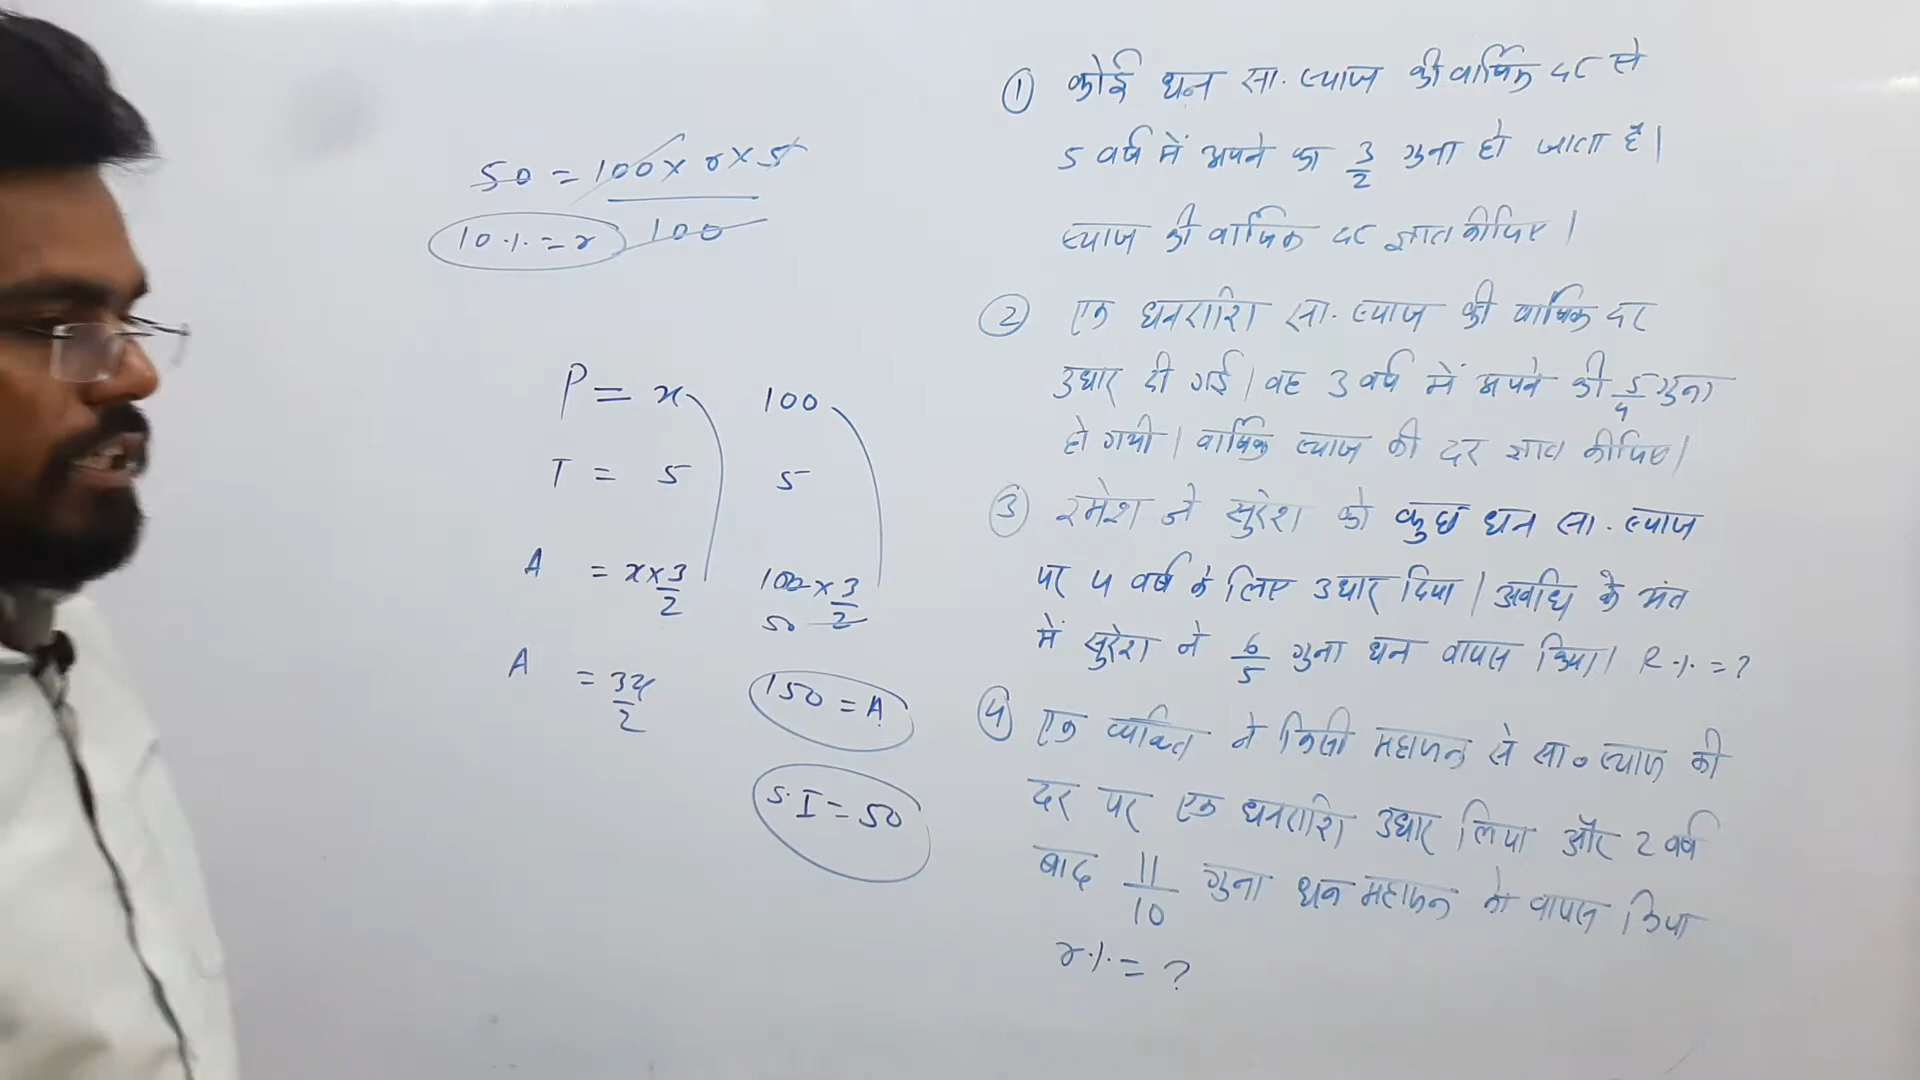 50 = 100 × r × 5
100
10 % = r
P = x 100
T = 5 5
A = x × 3/2 100 × 3/2
50
A = 3x/2 150 = A
S.I = 50
① कोई धन सा. ब्याज की वार्षिक दर से
5 वर्ष में अपने का 3/2 गुना हो जाता है।
ब्याज की वार्षिक दर ज्ञात कीजिए।
② एक धनराशि सा. ब्याज की वार्षिक दर
उधार दी गई। वह 3 वर्ष में अपने की 5/4 गुना
हो गयी। वार्षिक ब्याज की दर ज्ञात कीजिए।
③ रमेश ने सुरेश को कुछ धन सा. ब्याज
पर 4 वर्ष के लिए उधार दिया। अवधि के अंत
में सुरेश ने 6/5 गुना धन वापस किया। R % = ?
④ एक व्यक्ति ने किसी महाजन से सा० ब्याज की
दर पर एक धनराशि उधार लिया और 2 वर्ष
बाद 11/10 गुना धन महाजन को वापस किया
r % = ?